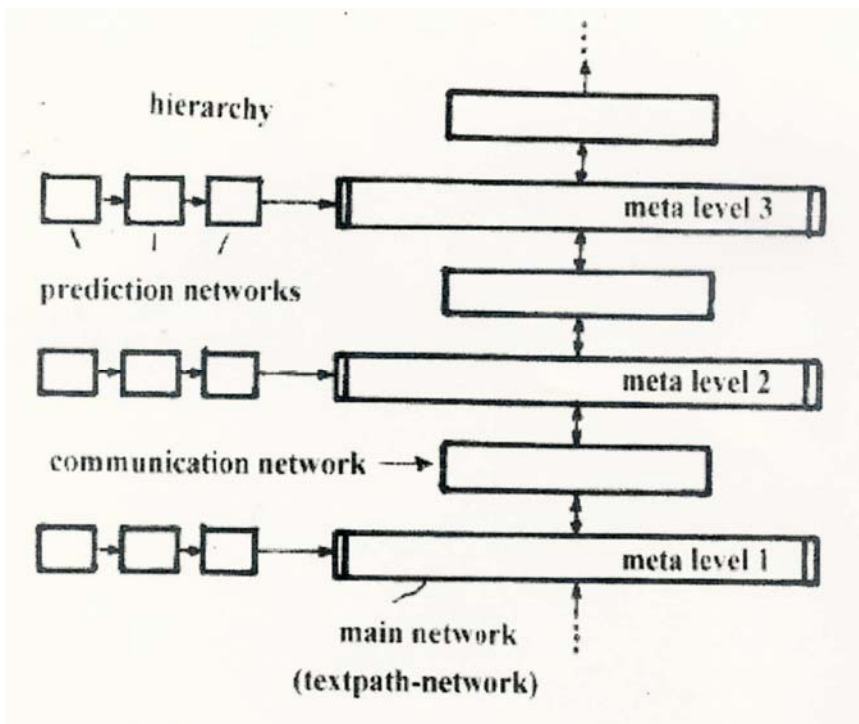 hierarchy
meta level 3
prediction networks
meta level 2
communication network
meta level 1
main network
(textpath-network)